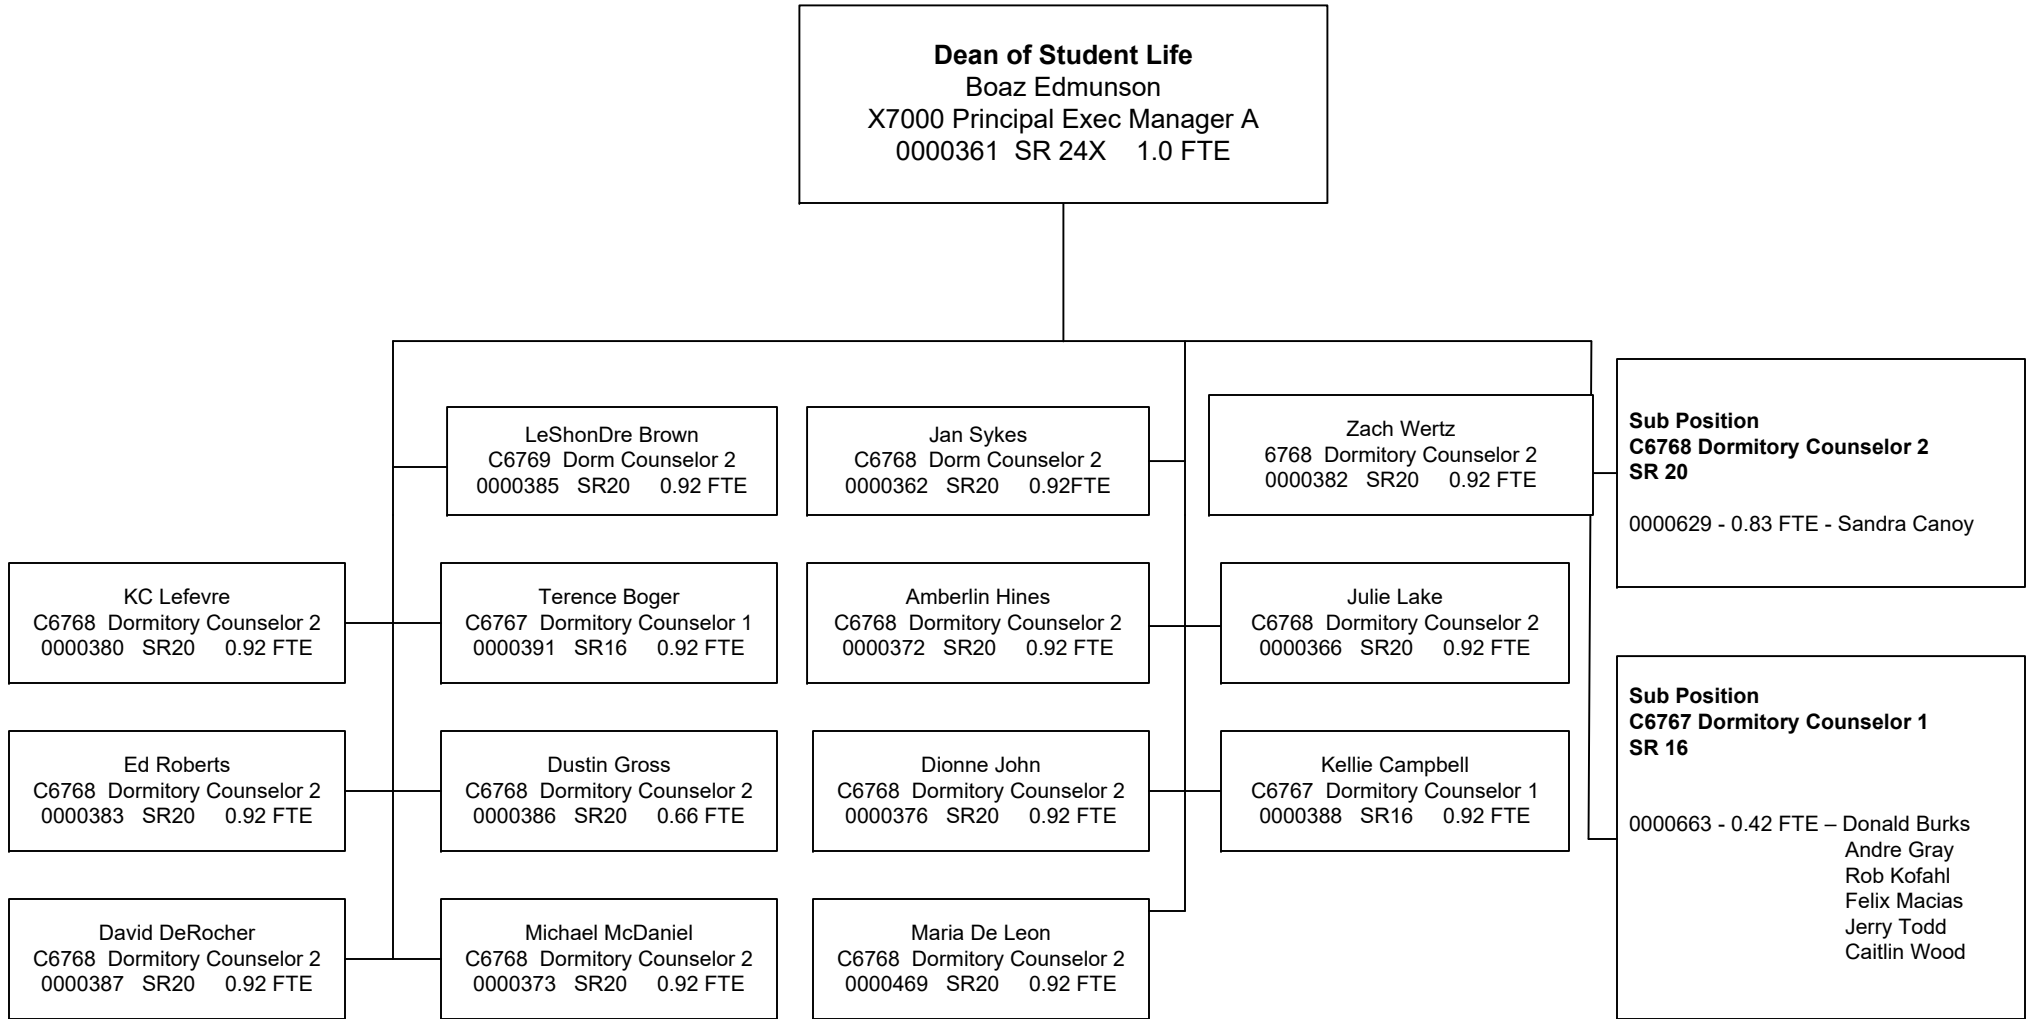 Dean of Student Life
Boaz Edmunson
X7000 Principal Exec Manager A
0000361 SR 24X 1.0 FTE
LeShonDre Brown
C6769 Dorm Counselor 2
0000385 SR20 0.92 FTE
Jan Sykes
C6768 Dorm Counselor 2
0000362 SR20 0.92FTE
Zach Wertz
6768 Dormitory Counselor 2
0000382 SR20 0.92 FTE
Sub Position
C6768 Dormitory Counselor 2
SR 20
0000629 - 0.83 FTE - Sandra Canoy
KC Lefevre
C6768 Dormitory Counselor 2
0000380 SR20 0.92 FTE
Terence Boger
C6767 Dormitory Counselor 1
0000391 SR16 0.92 FTE
Amberlin Hines
C6768 Dormitory Counselor 2
0000372 SR20 0.92 FTE
Julie Lake
C6768 Dormitory Counselor 2
0000366 SR20 0.92 FTE
Sub Position
C6767 Dormitory Counselor 1
SR 16
0000663 - 0.42 FTE – Donald Burks
Andre Gray
Rob Kofahl
Felix Macias
Jerry Todd
Caitlin Wood
Ed Roberts
C6768 Dormitory Counselor 2
0000383 SR20 0.92 FTE
Dustin Gross
C6768 Dormitory Counselor 2
0000386 SR20 0.66 FTE
Dionne John
C6768 Dormitory Counselor 2
0000376 SR20 0.92 FTE
Kellie Campbell
C6767 Dormitory Counselor 1
0000388 SR16 0.92 FTE
David DeRocher
C6768 Dormitory Counselor 2
0000387 SR20 0.92 FTE
Michael McDaniel
C6768 Dormitory Counselor 2
0000373 SR20 0.92 FTE
Maria De Leon
C6768 Dormitory Counselor 2
0000469 SR20 0.92 FTE